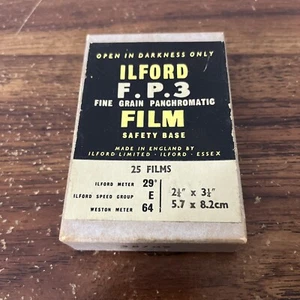 OPEN IN DARKNESS ONLY
ILFORD
F.P.3
FINE GRAIN PANCHROMATIC
FILM
SAFETY BASE
MADE IN ENGLAND BY
ILFORD LIMITED · ILFORD · ESSEX
25 FILMS
ILFORD METER 29°
ILFORD SPEED GROUP E
WESTON METER 64
2¼" x 3¼"
5.7 x 8.2cm